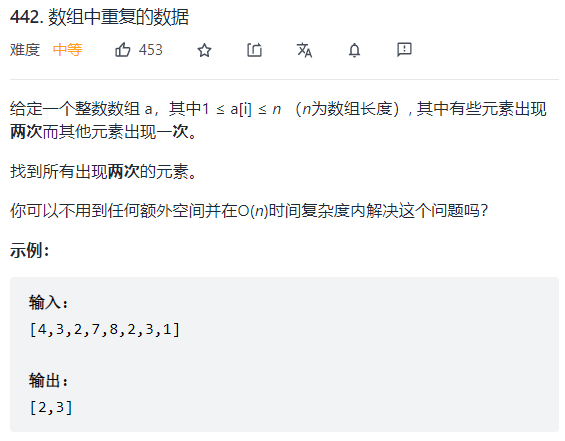 442. 数组中重复的数据
难度 中等 453
给定一个整数数组 a，其中1 ≤ a[i] ≤ n （n为数组长度）, 其中有些元素出现
两次而其他元素出现一次。
找到所有出现两次的元素。
你可以不用到任何额外空间并在O(n)时间复杂度内解决这个问题吗？
示例：
输入：
[4,3,2,7,8,2,3,1]
输出：
[2,3]